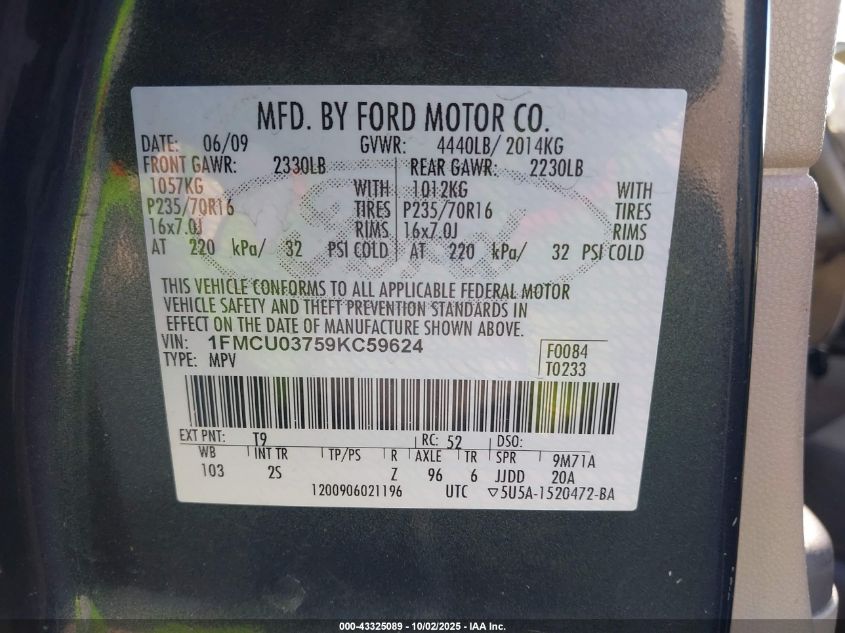 MFD. BY FORD MOTOR CO.
DATE: 06/09 GVWR: 4440LB/ 2014KG
FRONT GAWR: 2330LB REAR GAWR: 2230LB
1057KG WITH 1012KG WITH
P235/70R16 TIRES P235/70R16 TIRES
16x7.0J RIMS 16x7.0J RIMS
AT 220 kPa/ 32 PSI COLD AT 220 kPa/ 32 PSI COLD
THIS VEHICLE CONFORMS TO ALL APPLICABLE FEDERAL MOTOR
VEHICLE SAFETY AND THEFT PREVENTION STANDARDS IN
EFFECT ON THE DATE OF MANUFACTURE SHOWN ABOVE.
VIN: 1FMCU03759KC59624 F0084
TYPE: MPV T0233
EXT PNT: T9 RC: 52 DSO:
WB INT TR TP/PS R AXLE TR SPR 9M71A
103 2S Z 96 6 JJDD 20A
1200906021196 UTC ▽5U5A-1520472-BA
000-43325089 - 10/02/2025 - IAA Inc.